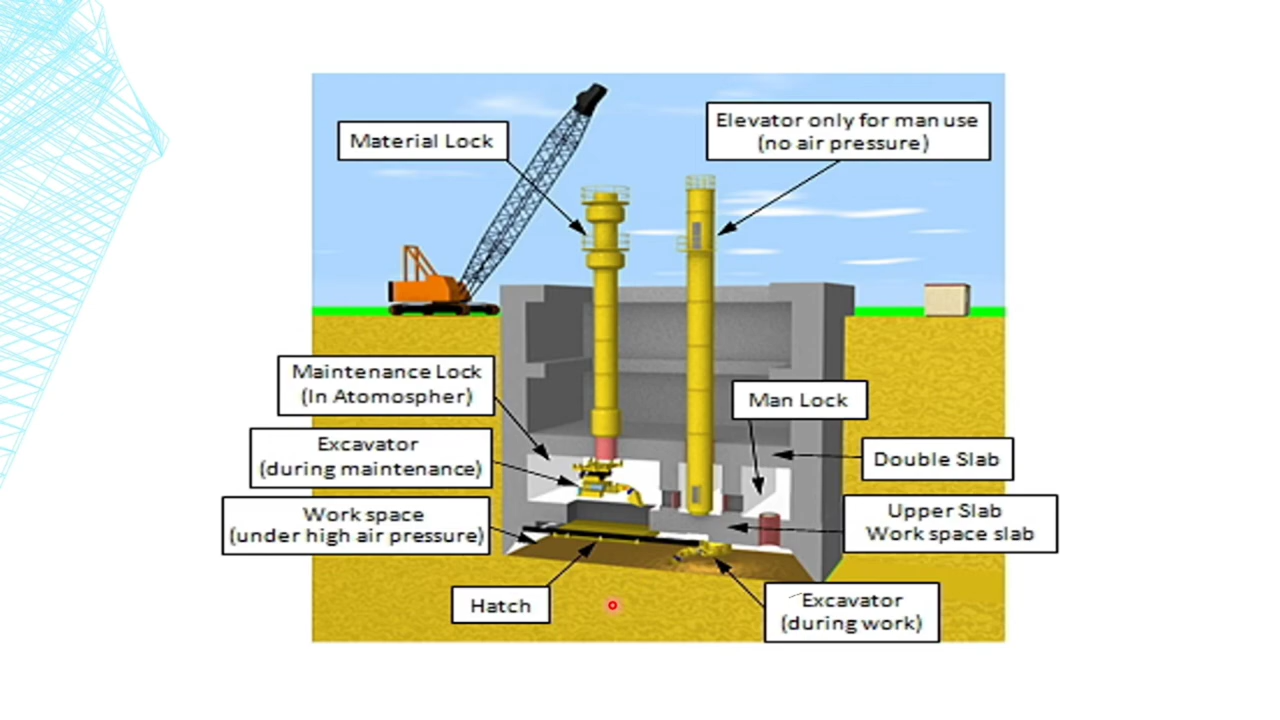 Material Lock
Elevator only for man use
(no air pressure)
Maintenance Lock
(In Atomospher)
Man Lock
Excavator
(during maintenance)
Double Slab
Work space
(under high air pressure)
Upper Slab
Work space slab
Hatch
Excavator
(during work)